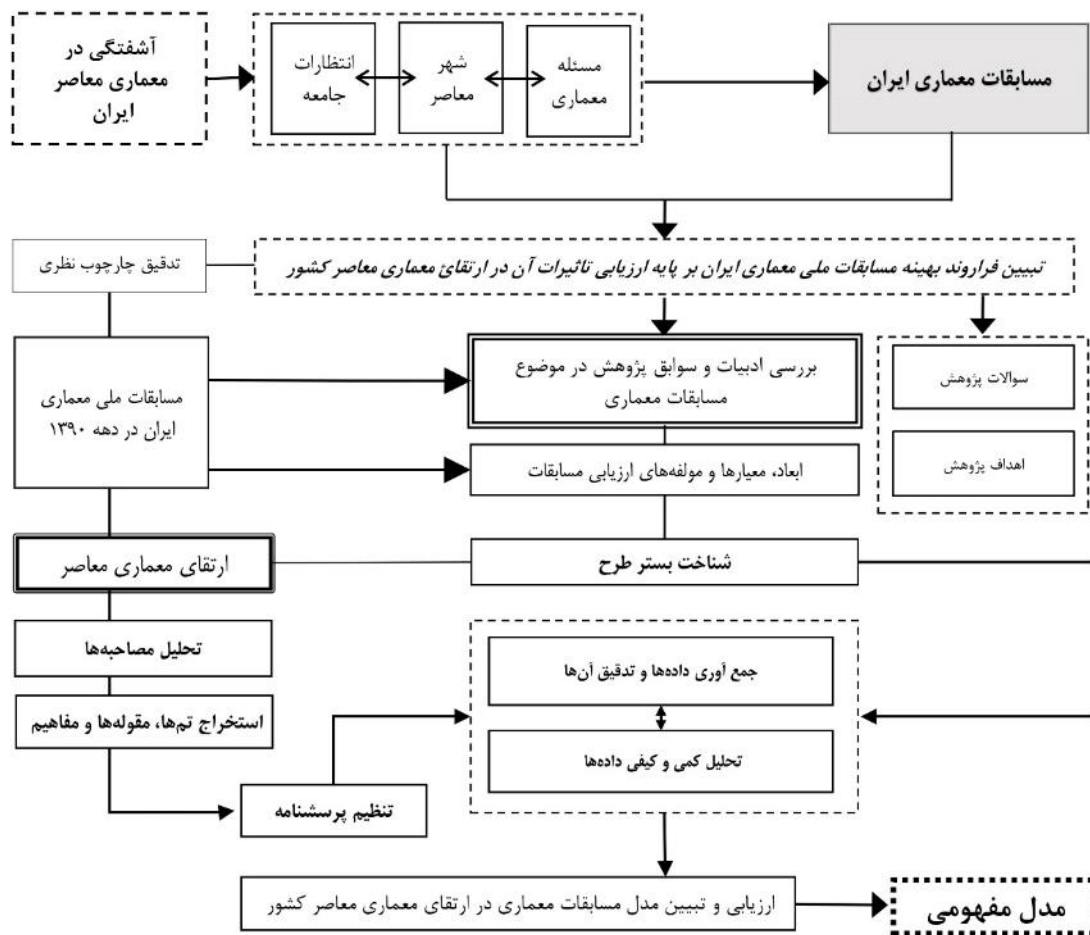 آشفتگی در
معماری معاصر
ایران
انتظارات
جامعه
شهر
معاصر
مسئله
معماری
مسابقات معماری ایران
تدقیق چارچوب نظری
تبیین فراروند بهینه مسابقات ملی معماری ایران بر پایه ارزیابی تاثیرات آن در ارتقائ معماری معاصر کشور
مسابقات ملی معماری
ایران در دهه ۱۳۹۰
بررسی ادبیات و سوابق پژوهش در موضوع
مسابقات معماری
سوالات پژوهش
اهداف پژوهش
ابعاد، معیارها و مولفه‌های ارزیابی مسابقات
ارتقای معماری معاصر
شناخت بستر طرح
تحلیل مصاحبه‌ها
استخراج تم‌ها، مقوله‌ها و مفاهیم
جمع آوری داده‌ها و تدقیق آن‌ها
تحلیل کمی و کیفی داده‌ها
تنظیم پرسشنامه
ارزیابی و تبیین مدل مسابقات معماری در ارتقای معماری معاصر کشور
مدل مفهومی